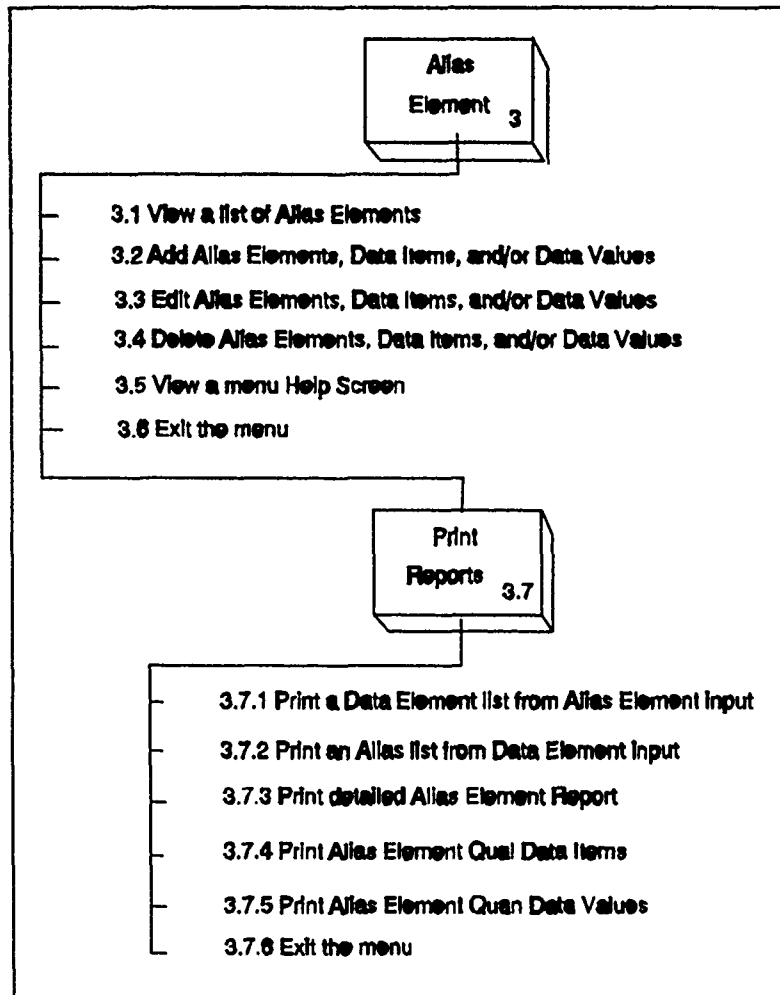 Alias
Element
3
3.1 View a list of Alias Elements
3.2 Add Alias Elements, Data Items, and/or Data Values
3.3 Edit Alias Elements, Data Items, and/or Data Values
3.4 Delete Alias Elements, Data Items, and/or Data Values
3.5 View a menu Help Screen
3.6 Exit the menu
Print
Reports
3.7
3.7.1 Print a Data Element list from Alias Element input
3.7.2 Print an Alias list from Data Element input
3.7.3 Print detailed Alias Element Report
3.7.4 Print Alias Element Qual Data Items
3.7.5 Print Alias Element Quan Data Values
3.7.6 Exit the menu